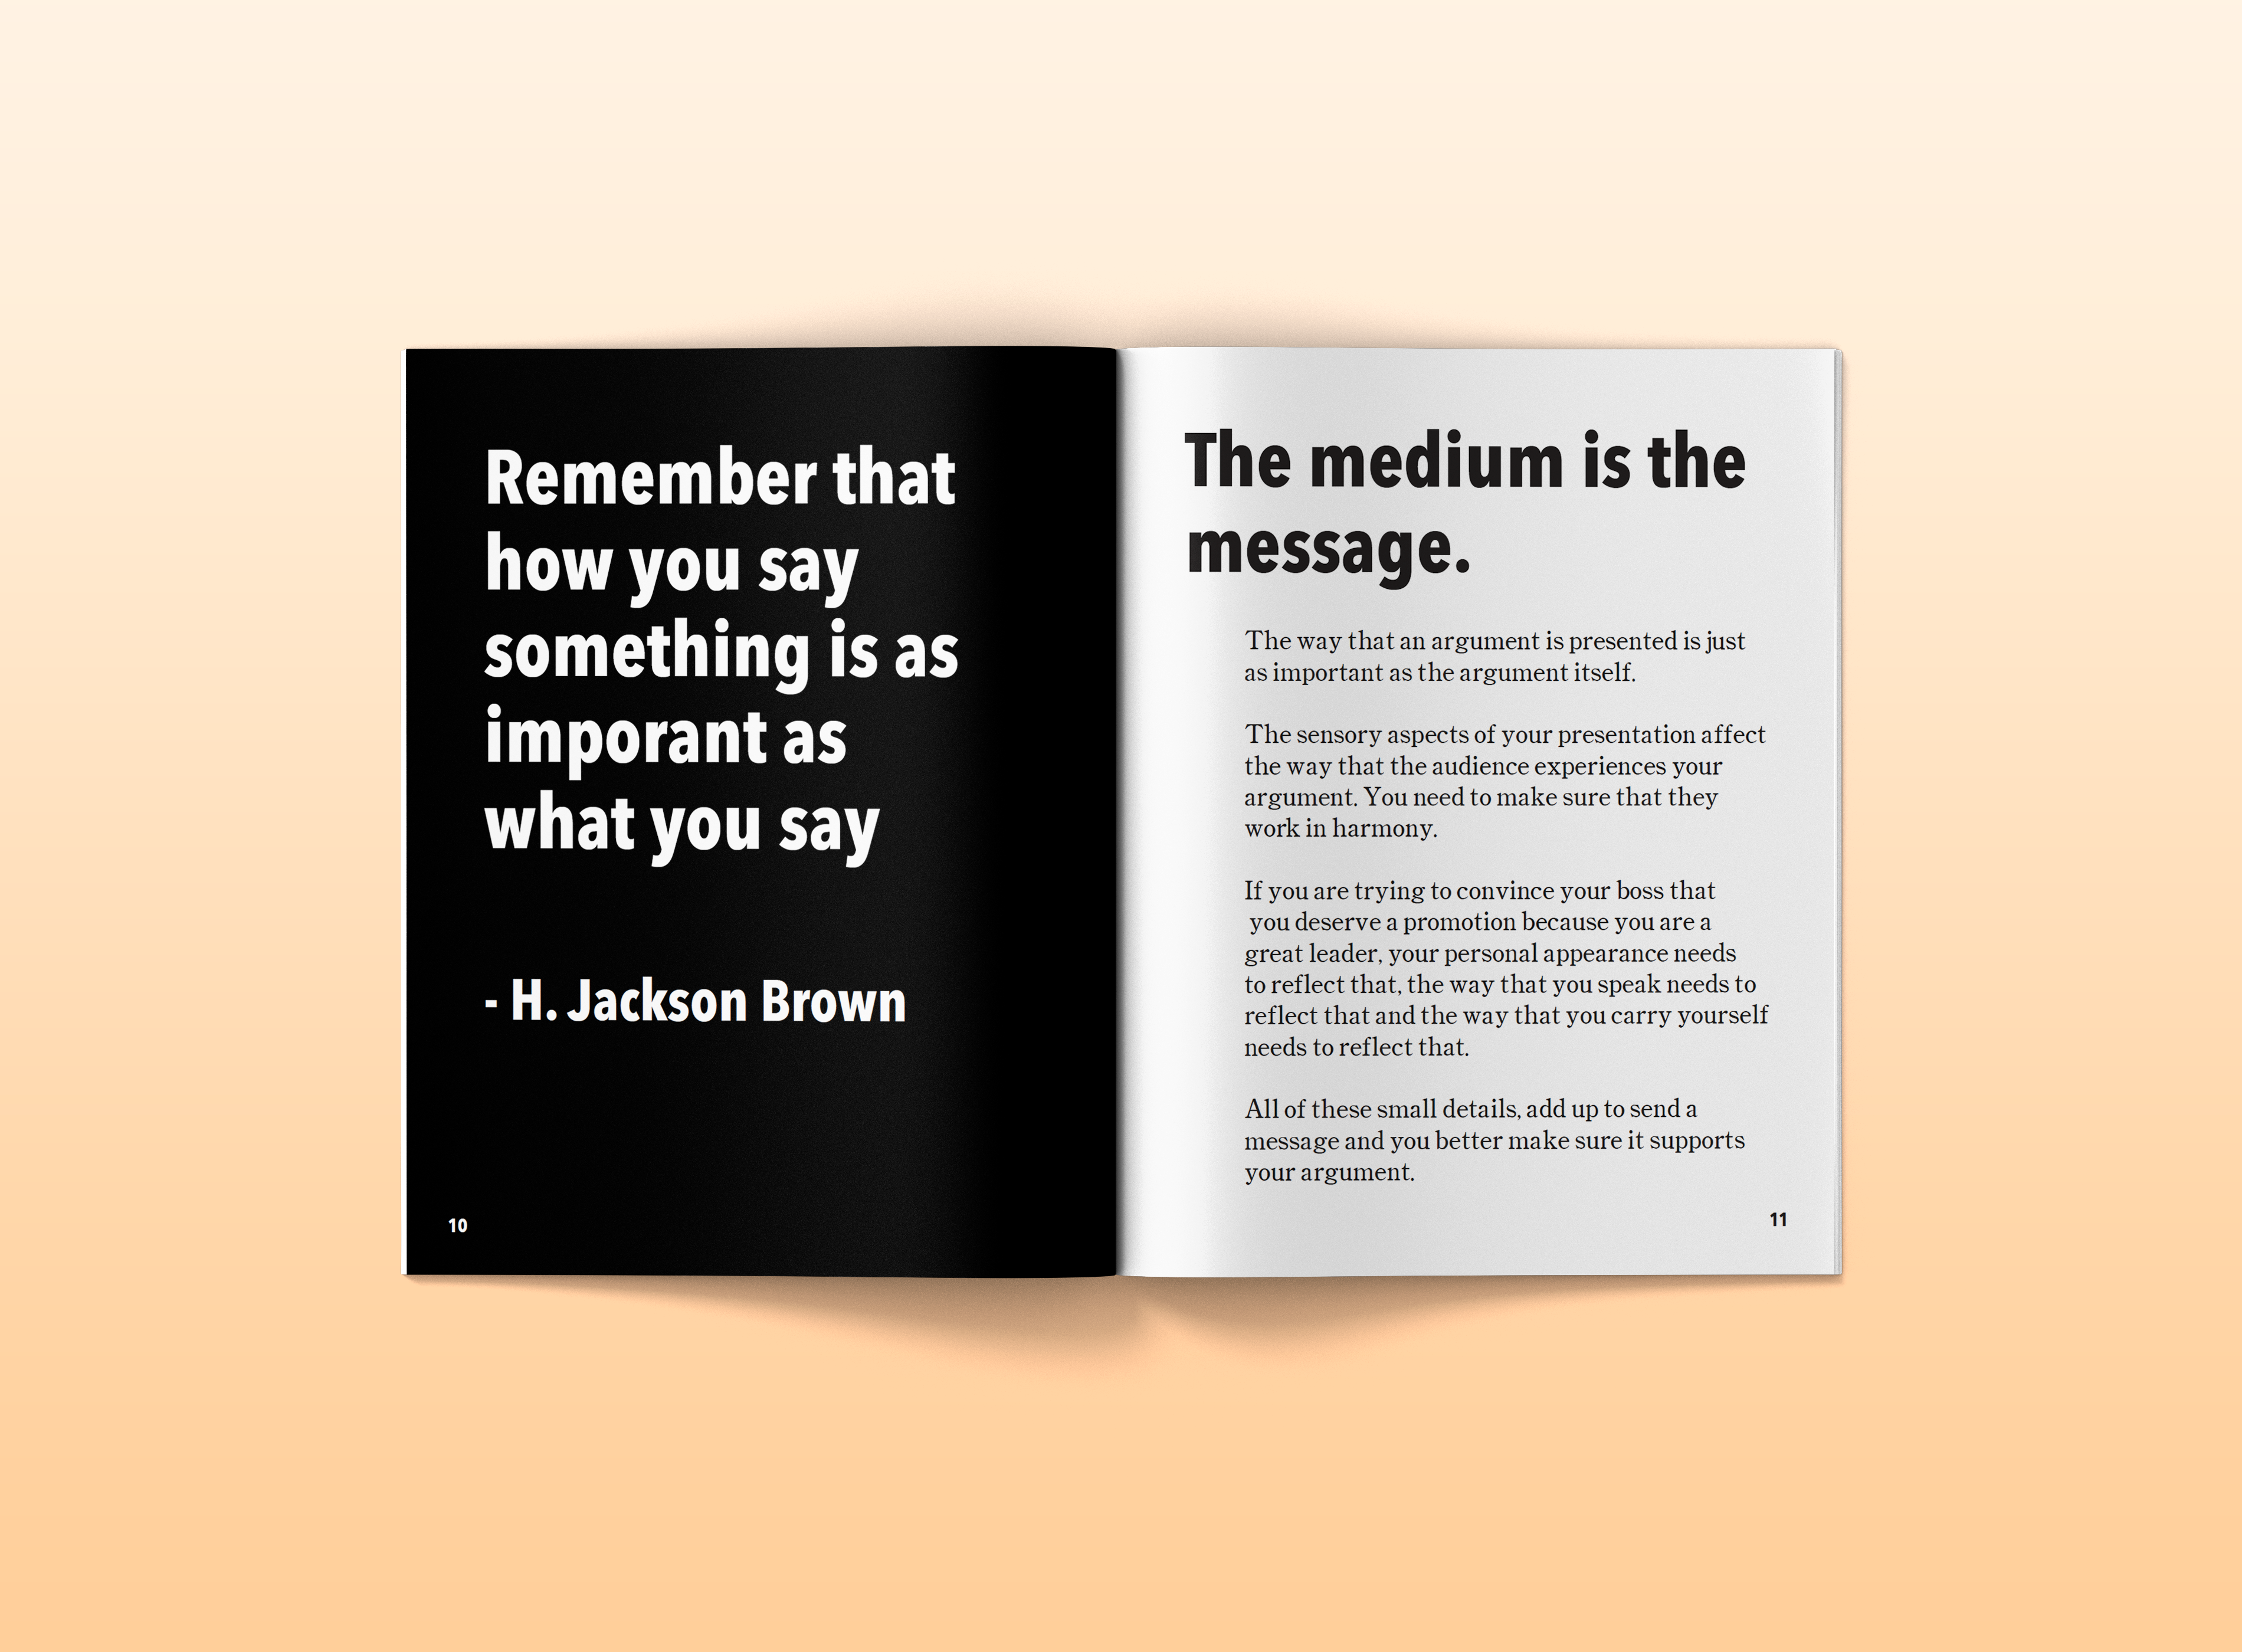 Remember that
how you say
something is as
imporant as
what you say
- H. Jackson Brown
10
The medium is the
message.
The way that an argument is presented is just
as important as the argument itself.
The sensory aspects of your presentation affect
the way that the audience experiences your
argument. You need to make sure that they
work in harmony.
If you are trying to convince your boss that
you deserve a promotion because you are a
great leader, your personal appearance needs
to reflect that, the way that you speak needs to
reflect that and the way that you carry yourself
needs to reflect that.
All of these small details, add up to send a
message and you better make sure it supports
your argument.
11